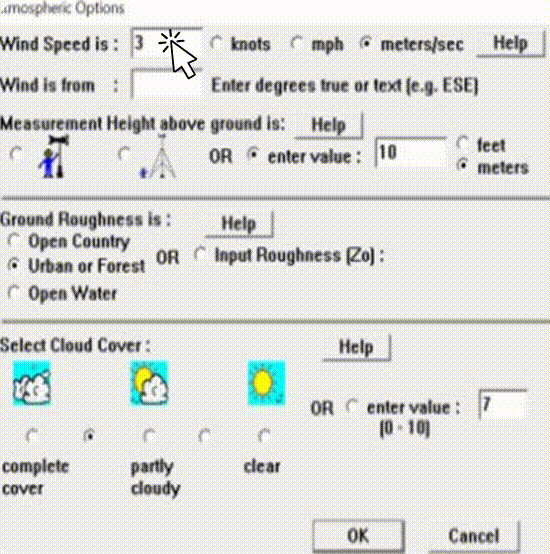 .mospheric Options
Wind Speed is : 3 knots mph meters/sec Help
Wind is from : Enter degrees true or text (e.g. ESE)
Measurement Height above ground is: Help
OR enter value : 10 feet
meters
Ground Roughness is : Help
Open Country
Urban or Forest OR Input Roughness (Zo) :
Open Water
Select Cloud Cover : Help
OR enter value : 7
(0 - 10)
complete cover partly cloudy clear
OK Cancel